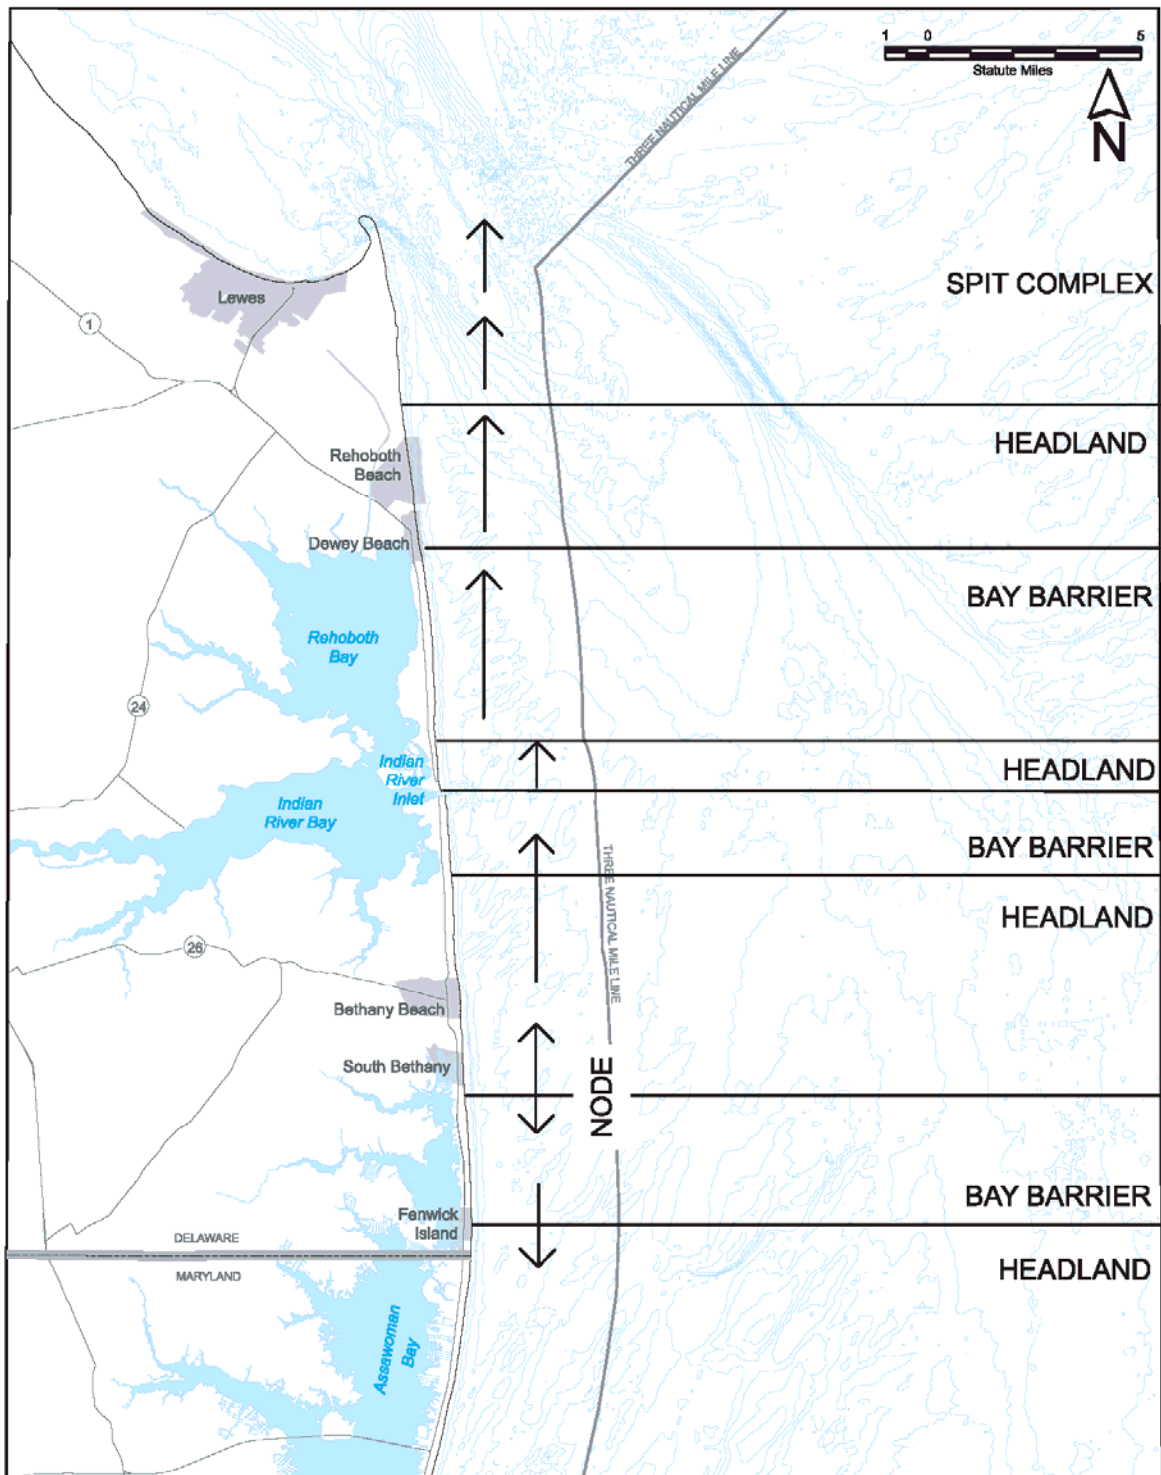 1 0 5
Statute Miles
N
THREE NAUTICAL MILE LINE
SPIT COMPLEX
Lewes
1
HEADLAND
Rehoboth
Beach
Dewey Beach
BAY BARRIER
Rehoboth
Bay
24
Indian
River
Inlet
HEADLAND
Indian
River Bay
BAY BARRIER
THREE NAUTICAL MILE LINE
HEADLAND
26
Bethany Beach
South Bethany
NODE
BAY BARRIER
Fenwick
Island
DELAWARE
MARYLAND
HEADLAND
Assawoman
Bay